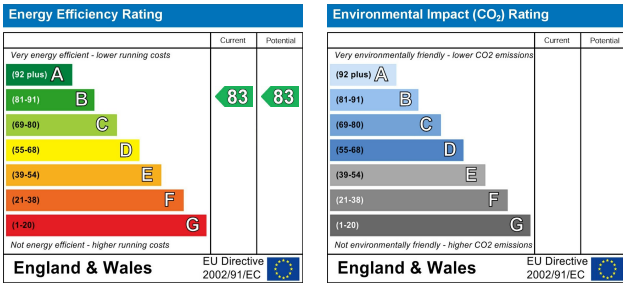 Energy Efficiency Rating
Current Potential
Very energy efficient - lower running costs
(92 plus) A
(81-91) B 83 83
(69-80) C
(55-68) D
(39-54) E
(21-38) F
(1-20) G
Not energy efficient - higher running costs
England & Wales
EU Directive
2002/91/EC
Environmental Impact (CO₂) Rating
Current Potential
Very environmentally friendly - lower CO2 emissions
(92 plus) A
(81-91) B
(69-80) C
(55-68) D
(39-54) E
(21-38) F
(1-20) G
Not environmentally friendly - higher CO2 emissions
England & Wales
EU Directive
2002/91/EC